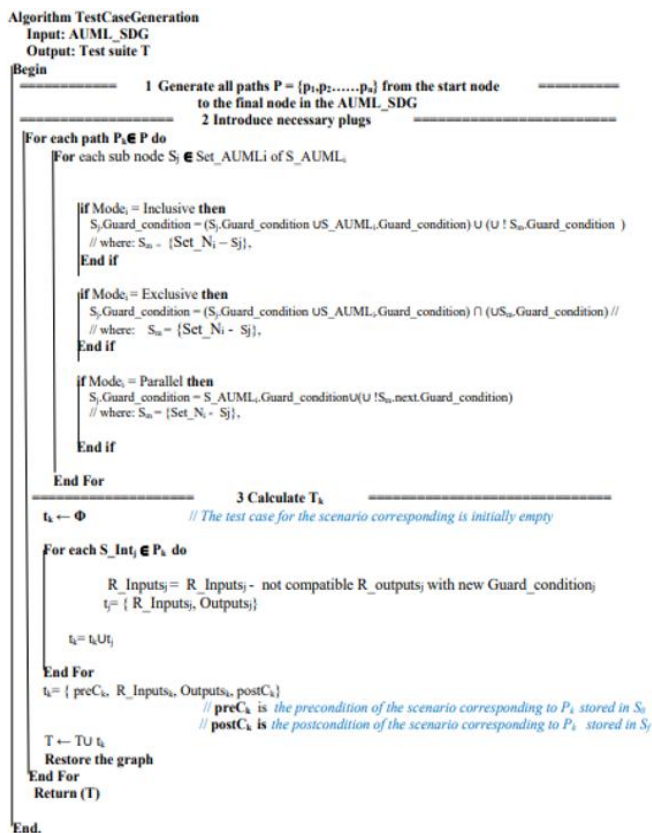 Algorithm TestCaseGeneration
Input: AUML_SDG
Output: Test suite T
Begin
============ 1 Generate all paths P = {p₁,p₂......pₙ} from the start node ==========
to the final node in the AUML_SDG
=================== 2 Introduce necessary plugs =========================
For each path Pₖ∈ P do
For each sub node Sⱼ ∈ Set_AUMLi of S_AUMLᵢ
if Modeᵢ = Inclusive then
Sⱼ.Guard_condition = (Sⱼ.Guard_condition ∪S_AUMLᵢ.Guard_condition) ∪ (∪ ! Sₘ.Guard_condition )
// where: Sₘ = {Set_Nᵢ – Sj},
End if
if Modeᵢ = Exclusive then
Sⱼ.Guard_condition = (Sⱼ.Guard_condition ∪S_AUMLᵢ.Guard_condition) ∩ (∪Sₘ.Guard_condition) //
// where: Sₘ = {Set_Nᵢ - Sj},
End if
if Modeᵢ = Parallel then
Sⱼ.Guard_condition = S_AUMLᵢ.Guard_condition∪(∪ !Sₘ.next.Guard_condition)
// where: Sₘ = {Set_Nᵢ - Sj},
End if
End For
==================== 3 Calculate Tₖ ==============================
tₖ ← Φ // The test case for the scenario corresponding is initially empty
For each S_Intⱼ ∈ Pₖ do
R_Inputsⱼ = R_Inputsⱼ - not compatible R_outputsⱼ with new Guard_conditionⱼ
tⱼ= { R_Inputsⱼ, Outputsⱼ}
tₖ= tₖ∪tⱼ
End For
tₖ= { preCₖ, R_Inputsₖ, Outputsₖ, postCₖ}
// preCₖ is the precondition of the scenario corresponding to Pₖ stored in S₀
// postCₖ is the postcondition of the scenario corresponding to Pₖ stored in Sf
T ← T∪ tₖ
Restore the graph
End For
Return (T)
End.